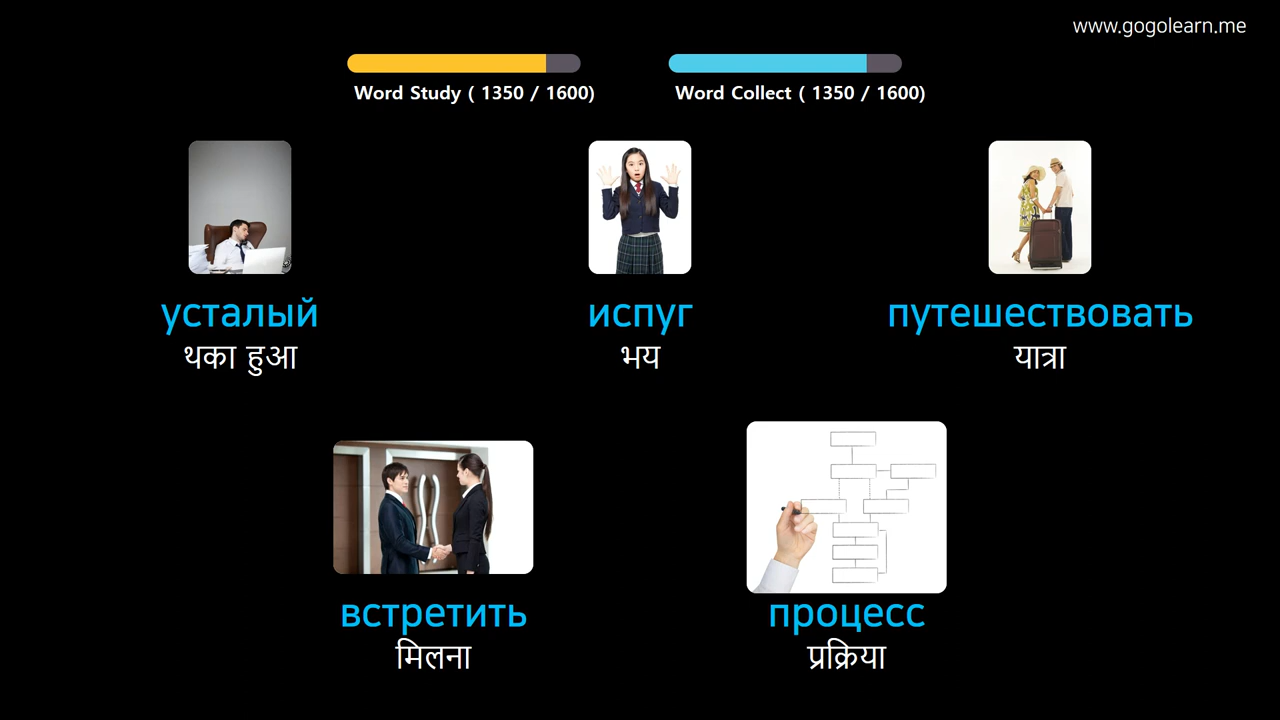 www.gogolearn.me
Word Study ( 1350 / 1600)
Word Collect ( 1350 / 1600)
усталый
थका हुआ
испуг
भय
путешествовать
यात्रा
встретить
मिलना
процесс
प्रक्रिया